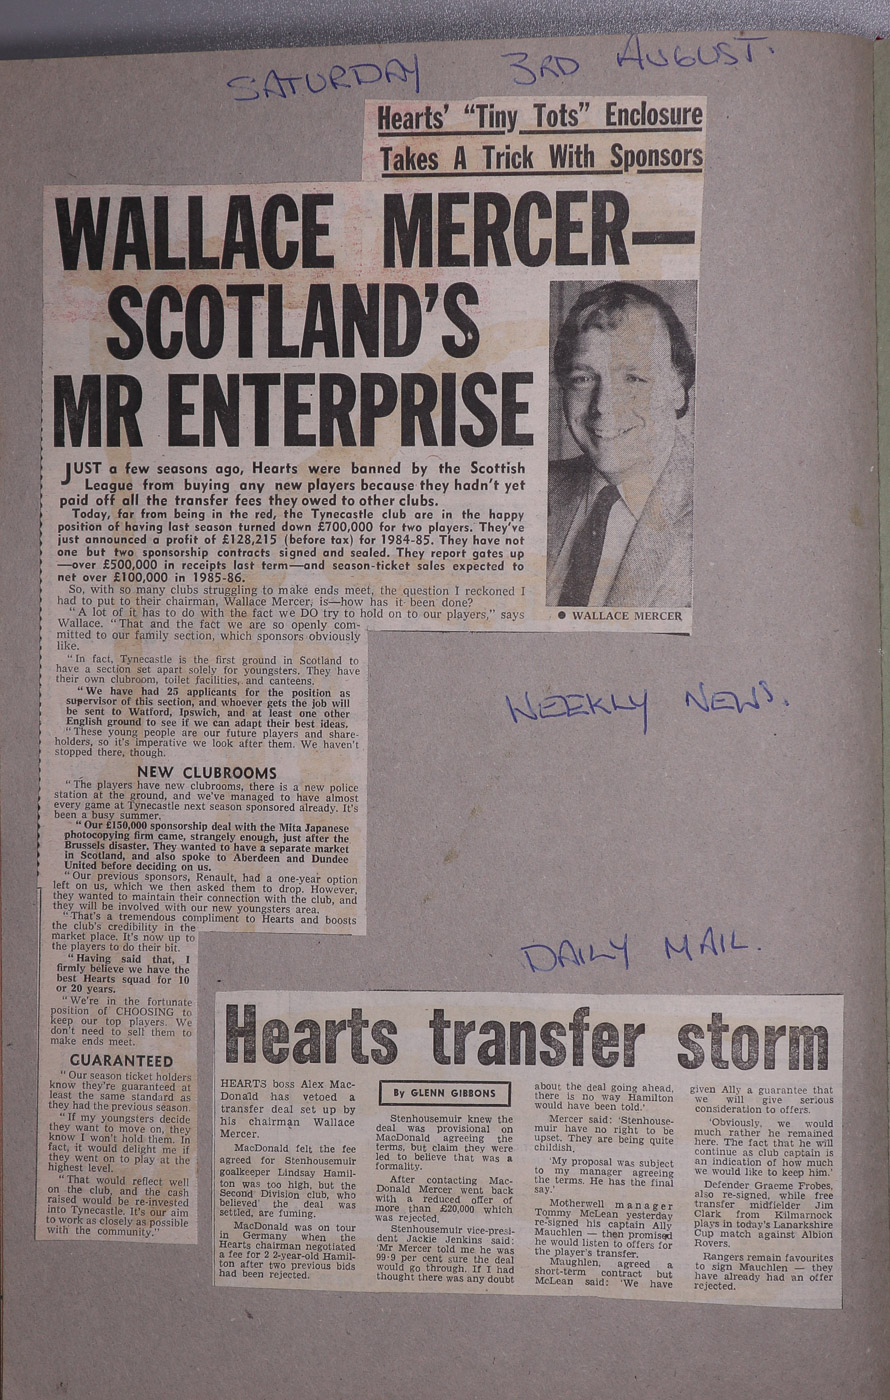 SATURDAY 3RD AUGUST.
Hearts' "Tiny Tots" Enclosure
Takes A Trick With Sponsors
WALLACE MERCER—
SCOTLAND'S
MR ENTERPRISE
JUST a few seasons ago, Hearts were banned by the Scottish
League from buying any new players because they hadn't yet
paid off all the transfer fees they owed to other clubs.
Today, far from being in the red, the Tynecastle club are in the happy
position of having last season turned down £700,000 for two players. They've
just announced a profit of £128,215 (before tax) for 1984-85. They have not
one but two sponsorship contracts signed and sealed. They report gates up
—over £500,000 in receipts last term—and season-ticket sales expected to
net over £100,000 in 1985-86.
So, with so many clubs struggling to make ends meet, the question I reckoned I
had to put to their chairman, Wallace Mercer, is—how has it been done?
"A lot of it has to do with the fact we DO try to hold on to our players," says
Wallace. "That and the fact we are so openly com-
mitted to our family section, which sponsors obviously
like.
"In fact, Tynecastle is the first ground in Scotland to
have a section set apart solely for youngsters. They have
their own clubroom, toilet facilities, and canteens.
"We have had 25 applicants for the position as
supervisor of this section, and whoever gets the job will
be sent to Watford, Ipswich, and at least one other
English ground to see if we can adapt their best ideas.
"These young people are our future players and share-
holders, so it's imperative we look after them. We haven't
stopped there, though.
NEW CLUBROOMS
"The players have new clubrooms, there is a new police
station at the ground, and we've managed to have almost
every game at Tynecastle next season sponsored already. It's
been a busy summer.
"Our £150,000 sponsorship deal with the Mita Japanese
photocopying firm came, strangely enough, just after the
Brussels disaster. They wanted to have a separate market
in Scotland, and also spoke to Aberdeen and Dundee
United before deciding on us.
"Our previous sponsors, Renault, had a one-year option
left on us, which we then asked them to drop. However,
they wanted to maintain their connection with the club, and
they will be involved with our new youngsters area.
"That's a tremendous compliment to Hearts and boosts
the club's credibility in the
market place. It's now up to
the players to do their bit.
"Having said that, I
firmly believe we have the
best Hearts squad for 10
or 20 years.
"We're in the fortunate
position of CHOOSING to
keep our top players. We
don't need to sell them to
make ends meet.
GUARANTEED
"Our season ticket holders
know they're guaranteed at
least the same standard as
they had the previous season.
"If my youngsters decide
they want to move on, they
know I won't hold them. In
fact, it would delight me if
they went on to play at the
highest level.
"That would reflect well
on the club, and the cash
raised would be re-invested
into Tynecastle. It's our aim
to work as closely as possible
with the community."
● WALLACE MERCER
WEEKLY NEWS.
DAILY MAIL.
Hearts transfer storm
HEARTS boss Alex Mac-
Donald has vetoed a
transfer deal set up by
his chairman Wallace
Mercer.
MacDonald felt the fee
agreed for Stenhousemuir
goalkeeper Lindsay Hamil-
ton was too high, but the
Second Division club, who
believed the deal was
settled, are fuming.
MacDonald was on tour
in Germany when the
Hearts chairman negotiated
a fee for 2 2-year-old Hamil-
ton after two previous bids
had been rejected.
By GLENN GIBBONS
Stenhousemuir knew the
deal was provisional on
MacDonald agreeing the
terms, but claim they were
led to believe that was a
formality.
After contacting Mac-
Donald Mercer went back
with a reduced offer of
more than £20,000 which
was rejected.
Stenhousemuir vice-presi-
dent Jackie Jenkins said:
'Mr Mercer told me he was
99·9 per cent sure the deal
would go through. If I had
thought there was any doubt
about the deal going ahead,
there is no way Hamilton
would have been told.'
Mercer said: 'Stenhouse-
muir have no right to be
upset. They are being quite
childish.
'My proposal was subject
to my manager agreeing
the terms. He has the final
say.'
Motherwell manager
Tommy McLean yesterday
re-signed his captain Ally
Mauchlen — then promised
he would listen to offers for
the player's transfer.
Maughlen, agreed a
short-term contract but
McLean said: 'We have
given Ally a guarantee that
we will give serious
consideration to offers.
'Obviously, we would
much rather he remained
here. The fact that he will
continue as club captain is
an indication of how much
we would like to keep him.'
Defender Graeme Frobes,
also re-signed, while free
transfer midfielder Jim
Clark from Kilmarnock
plays in today's Lanarkshire
Cup match against Albion
Rovers.
Rangers remain favourites
to sign Mauchlen — they
have already had an offer
rejected.